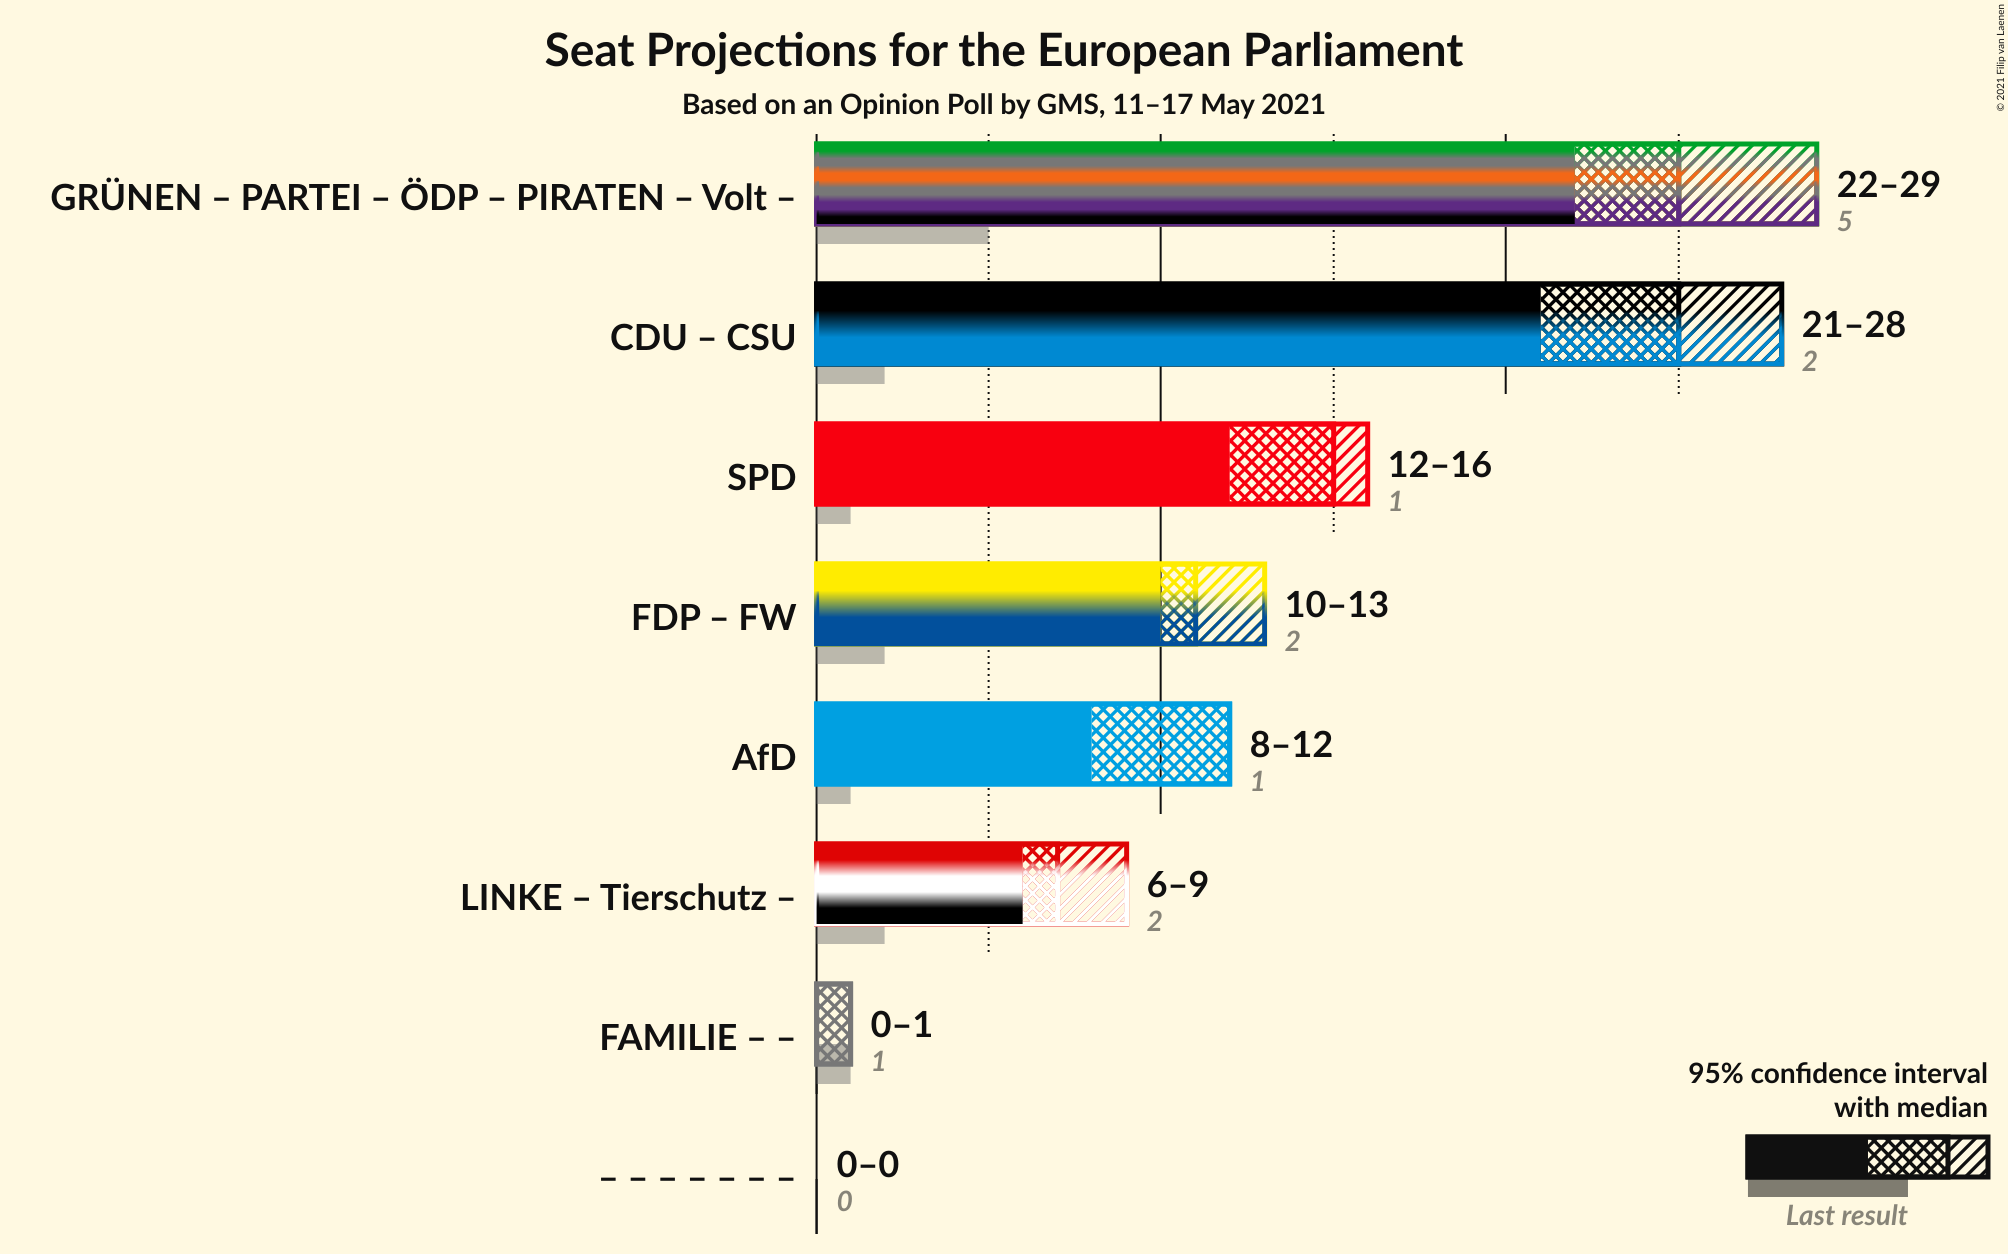 Seat Projections for the European Parliament
Based on an Opinion Poll by GMS, 11–17 May 2021
© 2021 Filip van Laenen
GRÜNEN – PARTEI – ÖDP – PIRATEN – Volt –
22–29
5
CDU – CSU
21–28
2
SPD
12–16
1
FDP – FW
10–13
2
AfD
8–12
1
LINKE – Tierschutz –
6–9
2
FAMILIE – –
0–1
1
– – – – – – –
0–0
0
95% confidence interval
with median
Last result